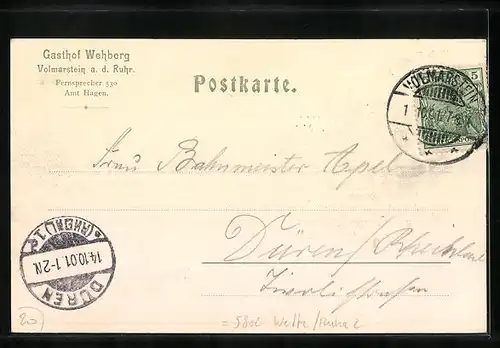 Gasthof Wehberg
Volmarstein a. d. Ruhr.
Fernsprecher 530
Amt Hagen.
Postkarte.
5
VOLMARSTEIN
Frau Bahnmeister Apel
Düren
DÜREN
14.10.01.1-2N.
20